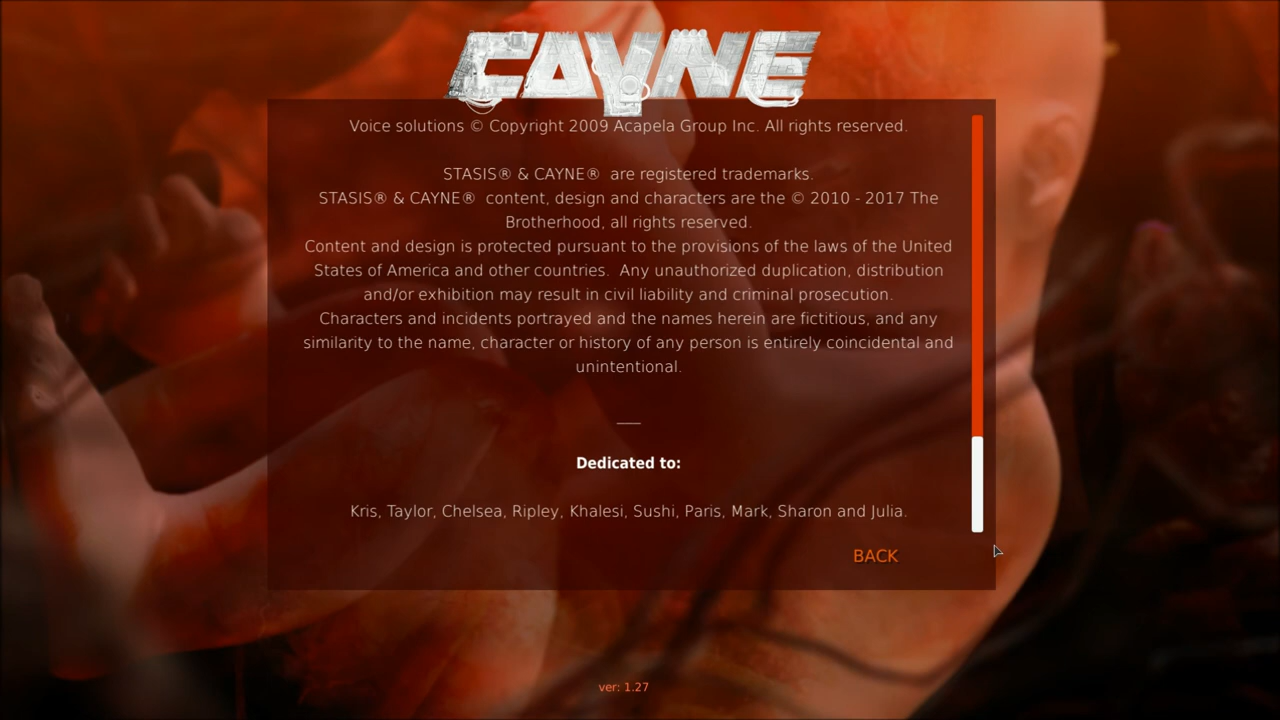 CAYNE
Voice solutions © Copyright 2009 Acapela Group Inc. All rights reserved.
STASIS® & CAYNE®  are registered trademarks.
STASIS® & CAYNE®  content, design and characters are the © 2010 - 2017 The
Brotherhood, all rights reserved.
Content and design is protected pursuant to the provisions of the laws of the United
States of America and other countries.  Any unauthorized duplication, distribution
and/or exhibition may result in civil liability and criminal prosecution.
Characters and incidents portrayed and the names herein are fictitious, and any
similarity to the name, character or history of any person is entirely coincidental and
unintentional.
___
Dedicated to:
Kris, Taylor, Chelsea, Ripley, Khalesi, Sushi, Paris, Mark, Sharon and Julia.
BACK
ver: 1.27